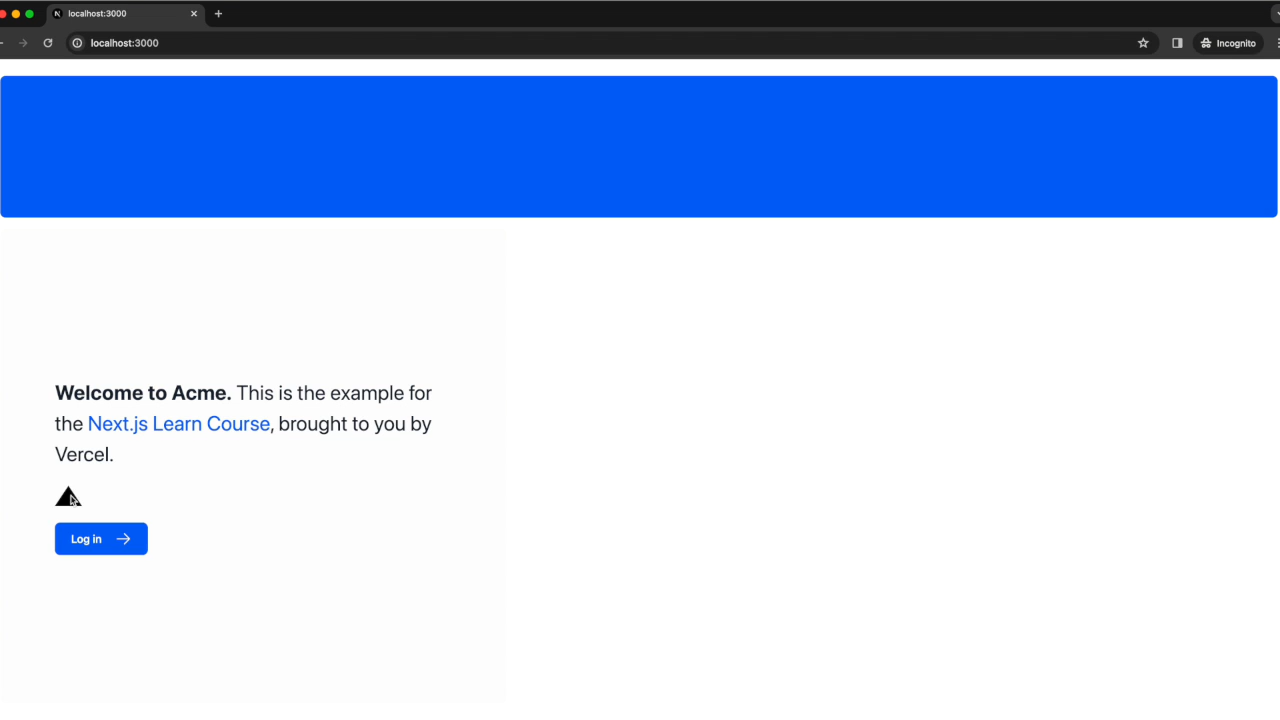 localhost:3000
localhost:3000
Incognito
Welcome to Acme. This is the example for
the Next.js Learn Course, brought to you by
Vercel.
Log in